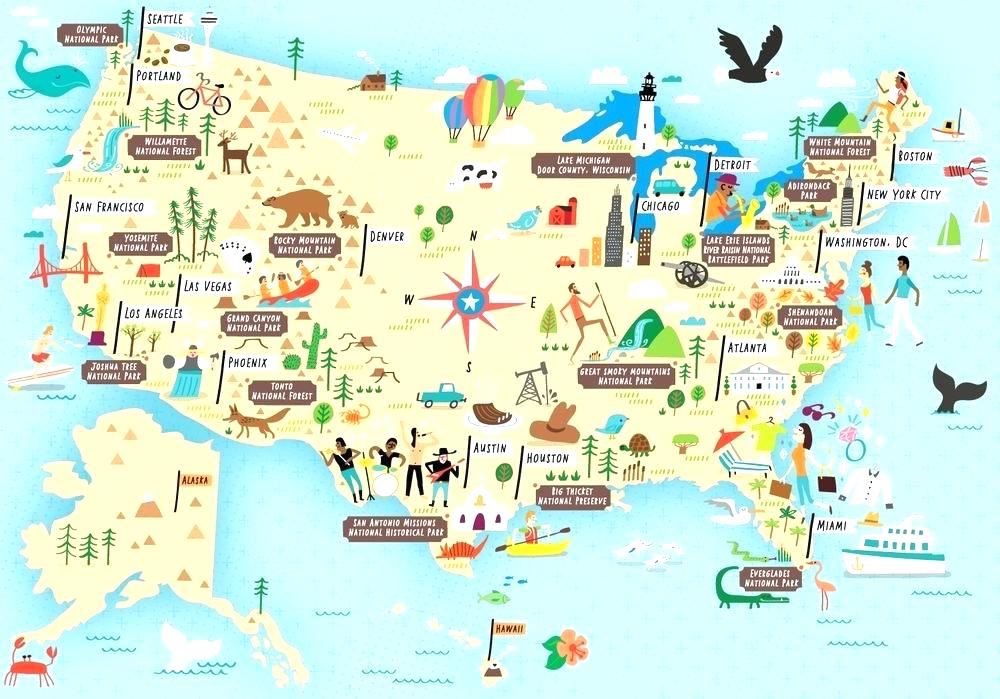 SEATTLE
OLYMPIC
NATIONAL PARK
PORTLAND
WILLAMETTE
NATIONAL FOREST
WHITE MOUNTAIN
NATIONAL FOREST
BOSTON
LAKE MICHIGAN
DOOR COUNTY, WISCONSIN
DETROIT
ADIRONDACK
PARK
NEW YORK CITY
SAN FRANCISCO
CHICAGO
YOSEMITE
NATIONAL PARK
ROCKY MOUNTAIN
NATIONAL PARK
DENVER
N
LAKE ERIE ISLANDS
RIVER RAISIN NATIONAL
BATTLEFIELD PARK
WASHINGTON, DC
LAS VEGAS
W
E
LOS ANGELES
GRAND CANYON
NATIONAL PARK
SHENANDOAH
NATIONAL PARK
JOSHUA TREE
NATIONAL PARK
PHOENIX
S
ATLANTA
GREAT SMOKY MOUNTAINS
NATIONAL PARK
TONTO
NATIONAL FOREST
AUSTIN
HOUSTON
ALASKA
BIG THICKET
NATIONAL PRESERVE
SAN ANTONIO MISSIONS
NATIONAL HISTORICAL PARK
MIAMI
EVERGLADES
NATIONAL PARK
HAWAII